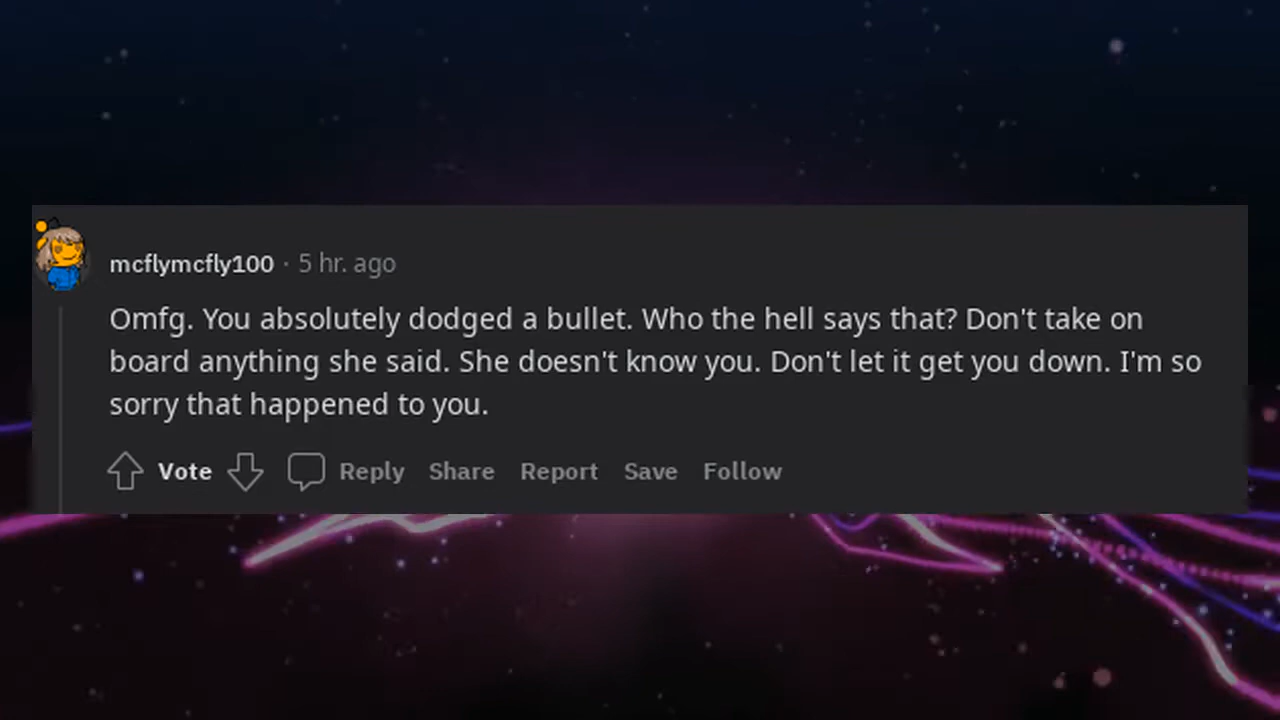 mcflymcfly100 · 5 hr. ago
Omfg. You absolutely dodged a bullet. Who the hell says that? Don't take on
board anything she said. She doesn't know you. Don't let it get you down. I'm so
sorry that happened to you.
Vote Reply Share Report Save Follow